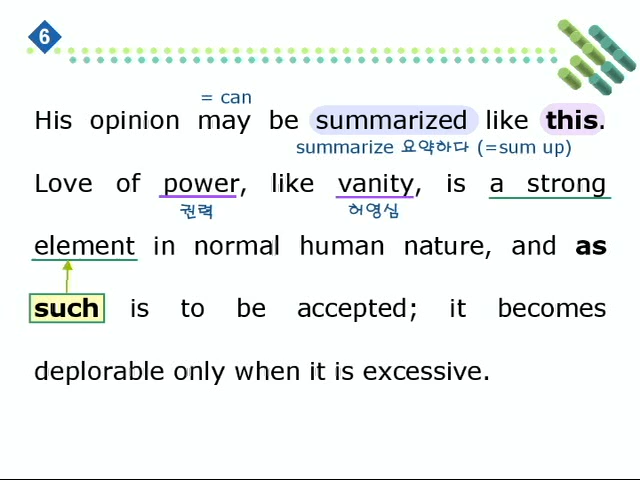 6
= can
His opinion may be summarized like this.
summarize 요약하다 (=sum up)
Love of power, like vanity, is a strong
권력 허영심
element in normal human nature, and as
such is to be accepted; it becomes
deplorable only when it is excessive.